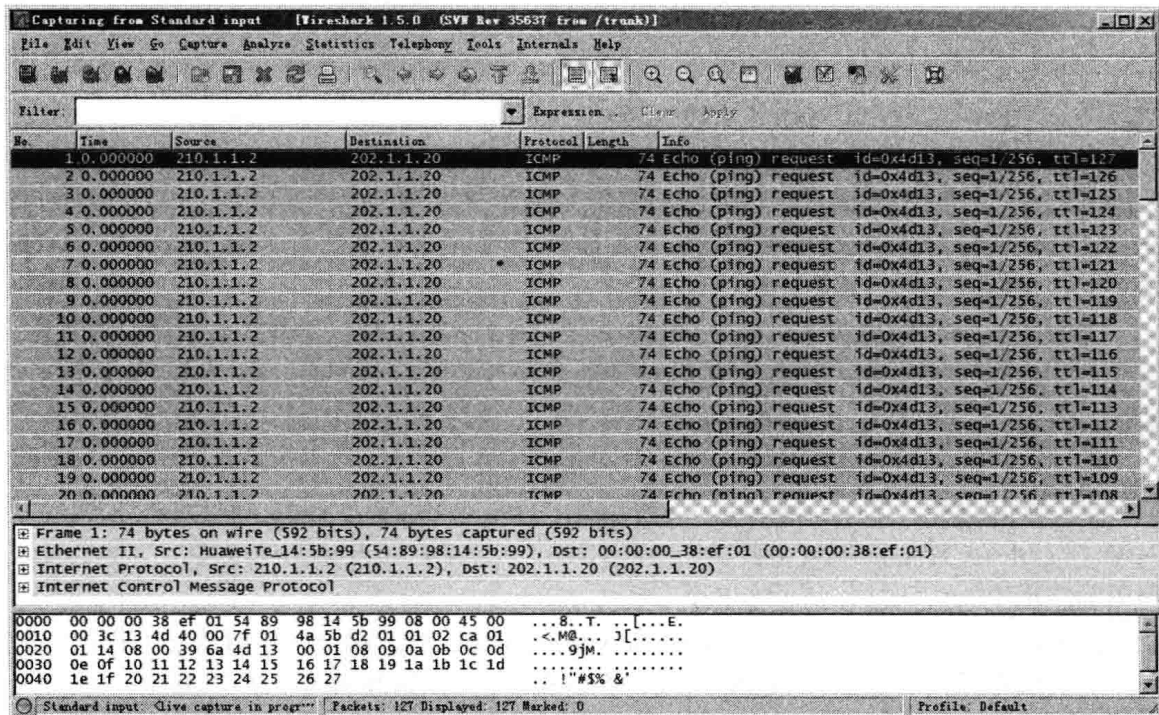 Capturing from Standard input [Wireshark 1.5.0 (SVN Rev 35637 from /trunk)]
File Edit View Go Capture Analyze Statistics Telephony Tools Internals Help
Filter: Expression... Clear Apply
No. Time Source Destination Protocol Length Info
1 0.000000 210.1.1.2 202.1.1.20 ICMP 74 Echo (ping) request id=0x4d13, seq=1/256, ttl=127
2 0.000000 210.1.1.2 202.1.1.20 ICMP 74 Echo (ping) request id=0x4d13, seq=1/256, ttl=126
3 0.000000 210.1.1.2 202.1.1.20 ICMP 74 Echo (ping) request id=0x4d13, seq=1/256, ttl=125
4 0.000000 210.1.1.2 202.1.1.20 ICMP 74 Echo (ping) request id=0x4d13, seq=1/256, ttl=124
5 0.000000 210.1.1.2 202.1.1.20 ICMP 74 Echo (ping) request id=0x4d13, seq=1/256, ttl=123
6 0.000000 210.1.1.2 202.1.1.20 ICMP 74 Echo (ping) request id=0x4d13, seq=1/256, ttl=122
7 0.000000 210.1.1.2 202.1.1.20 ICMP 74 Echo (ping) request id=0x4d13, seq=1/256, ttl=121
8 0.000000 210.1.1.2 202.1.1.20 ICMP 74 Echo (ping) request id=0x4d13, seq=1/256, ttl=120
9 0.000000 210.1.1.2 202.1.1.20 ICMP 74 Echo (ping) request id=0x4d13, seq=1/256, ttl=119
10 0.000000 210.1.1.2 202.1.1.20 ICMP 74 Echo (ping) request id=0x4d13, seq=1/256, ttl=118
11 0.000000 210.1.1.2 202.1.1.20 ICMP 74 Echo (ping) request id=0x4d13, seq=1/256, ttl=117
12 0.000000 210.1.1.2 202.1.1.20 ICMP 74 Echo (ping) request id=0x4d13, seq=1/256, ttl=116
13 0.000000 210.1.1.2 202.1.1.20 ICMP 74 Echo (ping) request id=0x4d13, seq=1/256, ttl=115
14 0.000000 210.1.1.2 202.1.1.20 ICMP 74 Echo (ping) request id=0x4d13, seq=1/256, ttl=114
15 0.000000 210.1.1.2 202.1.1.20 ICMP 74 Echo (ping) request id=0x4d13, seq=1/256, ttl=113
16 0.000000 210.1.1.2 202.1.1.20 ICMP 74 Echo (ping) request id=0x4d13, seq=1/256, ttl=112
17 0.000000 210.1.1.2 202.1.1.20 ICMP 74 Echo (ping) request id=0x4d13, seq=1/256, ttl=111
18 0.000000 210.1.1.2 202.1.1.20 ICMP 74 Echo (ping) request id=0x4d13, seq=1/256, ttl=110
19 0.000000 210.1.1.2 202.1.1.20 ICMP 74 Echo (ping) request id=0x4d13, seq=1/256, ttl=109
20 0.000000 210.1.1.2 202.1.1.20 ICMP 74 Echo (ping) request id=0x4d13, seq=1/256, ttl=108
Frame 1: 74 bytes on wire (592 bits), 74 bytes captured (592 bits)
Ethernet II, Src: HuaweiTe_14:5b:99 (54:89:98:14:5b:99), Dst: 00:00:00_38:ef:01 (00:00:00:38:ef:01)
Internet Protocol, Src: 210.1.1.2 (210.1.1.2), Dst: 202.1.1.20 (202.1.1.20)
Internet Control Message Protocol
0000 00 00 00 38 ef 01 54 89 98 14 5b 99 08 00 45 00 ...8..T. ..[...E.
0010 00 3c 13 4d 40 00 7f 01 4a 5b d2 01 01 02 ca 01 .<.M@... J[......
0020 01 14 08 00 39 6a 4d 13 00 01 08 09 0a 0b 0c 0d ....9jM. ........
0030 0e 0f 10 11 12 13 14 15 16 17 18 19 1a 1b 1c 1d ........ ........
0040 1e 1f 20 21 22 23 24 25 26 27 .. !"#$% &'
Standard input: <live capture in progr... Packets: 127 Displayed: 127 Marked: 0 Profile: Default